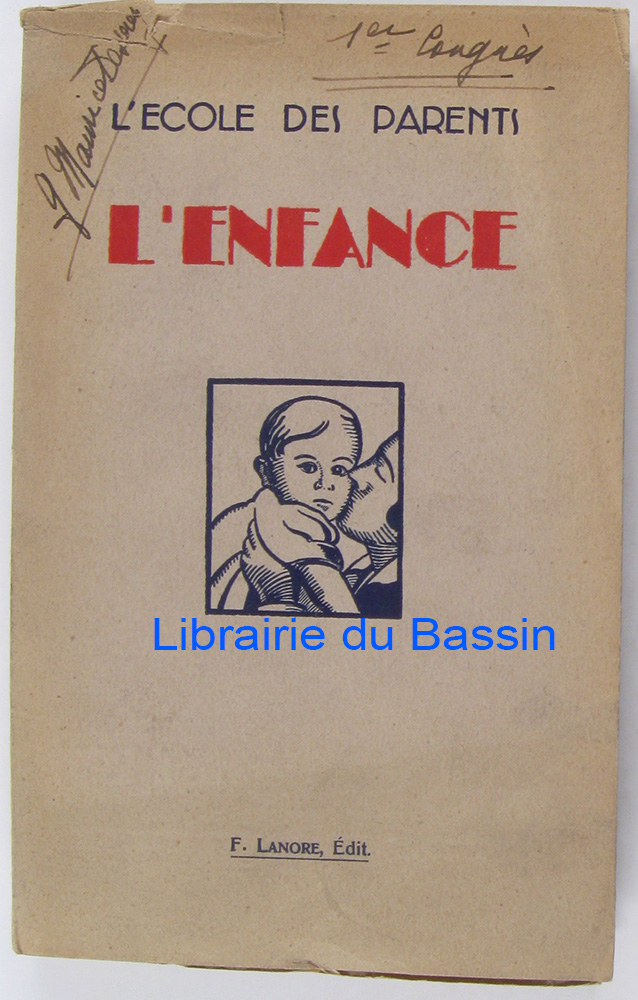 1er Congrès
L'ECOLE DES PARENTS
L'ENFANCE
Librairie du Bassin
F. LANORE, Édit.